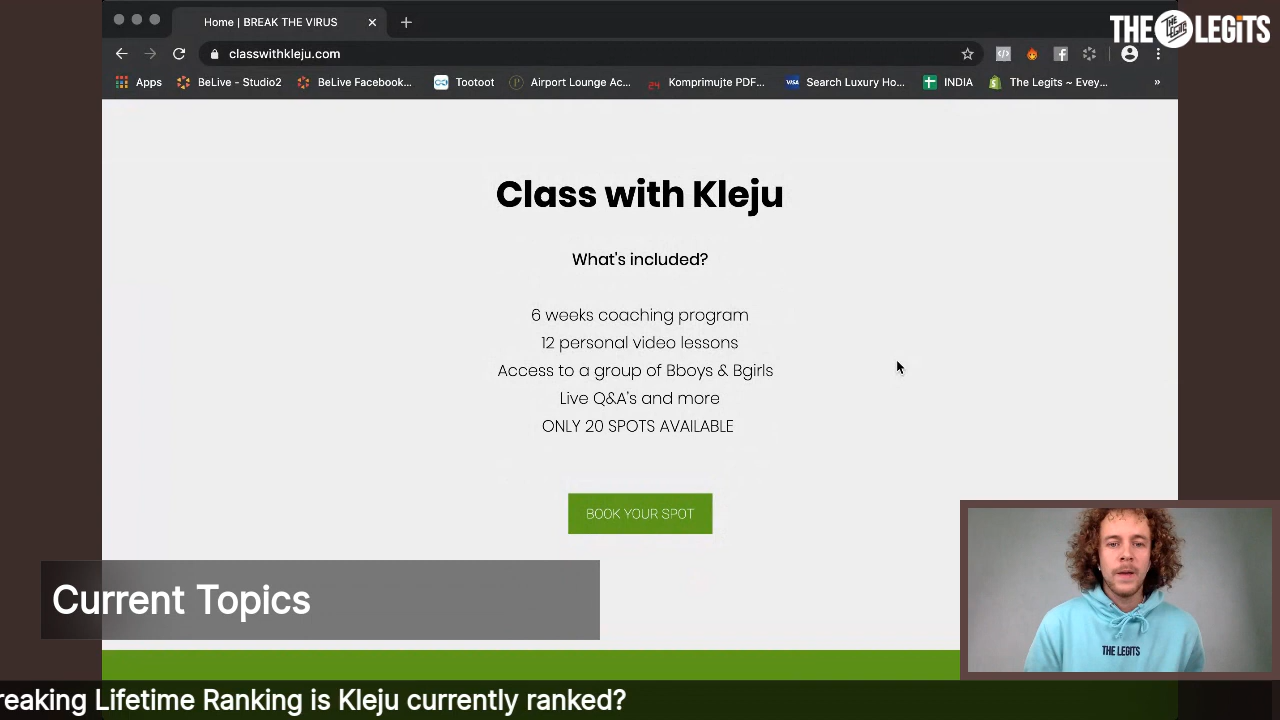 Home | BREAK THE VIRUS
THE LEGITS
classwithkleju.com
Apps
BeLive - Studio2
BeLive Facebook...
Tootoot
Airport Lounge Ac...
Komprimujte PDF...
VISA
Search Luxury Ho...
INDIA
The Legits ~ Evey...
»
Class with Kleju
What's included?
6 weeks coaching program
12 personal video lessons
Access to a group of Bboys & Bgirls
Live Q&A's and more
ONLY 20 SPOTS AVAILABLE
BOOK YOUR SPOT
Current Topics
THE LEGITS
reaking Lifetime Ranking is Kleju currently ranked?